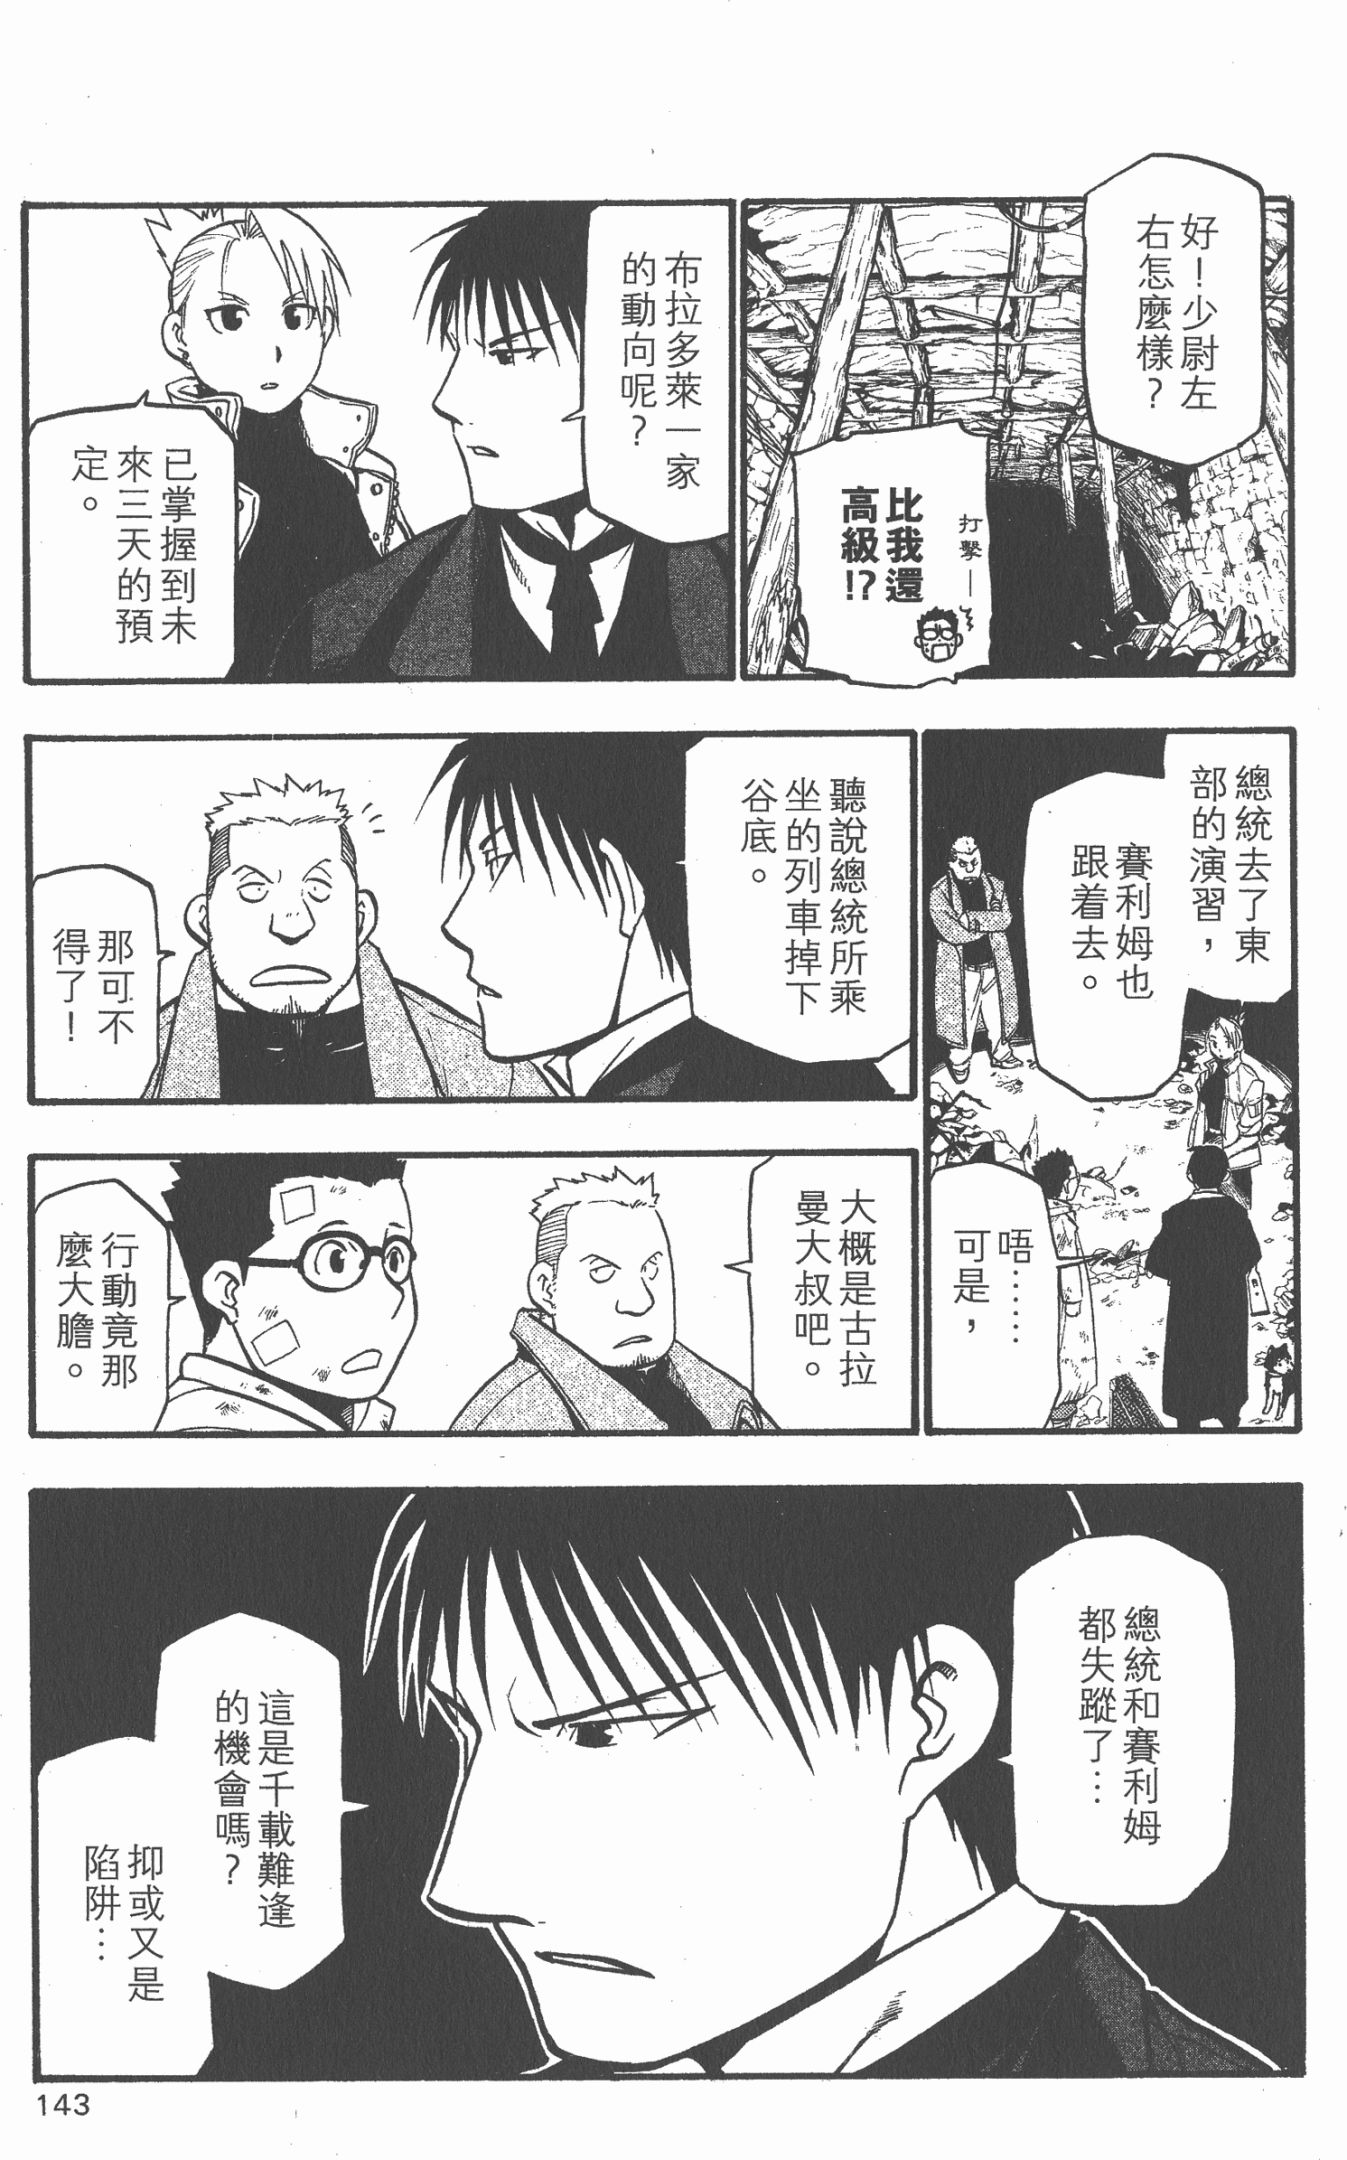 好！少尉左
右怎麼樣？
打擊—
比我還
高級!?
布拉多萊一家
的動向呢？
已掌握到未
來三天的預
定。
總統去了東
部的演習，
賽利姆也
跟着去。
唔……
可是，
聽說總統所乘
坐的列車掉下
谷底。
那可不
得了！
大概是古拉
曼大叔吧。
行動竟那
麼大膽。
總統和賽利姆
都失蹤了…
這是千載難逢
的機會嗎？
抑或又是
陷阱…
143